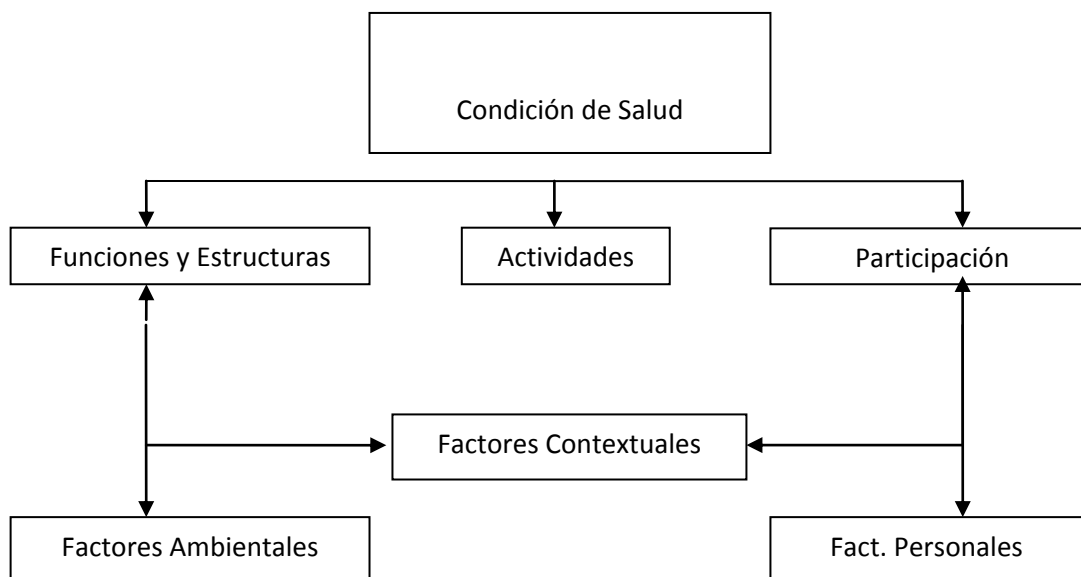 Condición de Salud
Funciones y Estructuras
Actividades
Participación
Factores Contextuales
Factores Ambientales
Fact. Personales